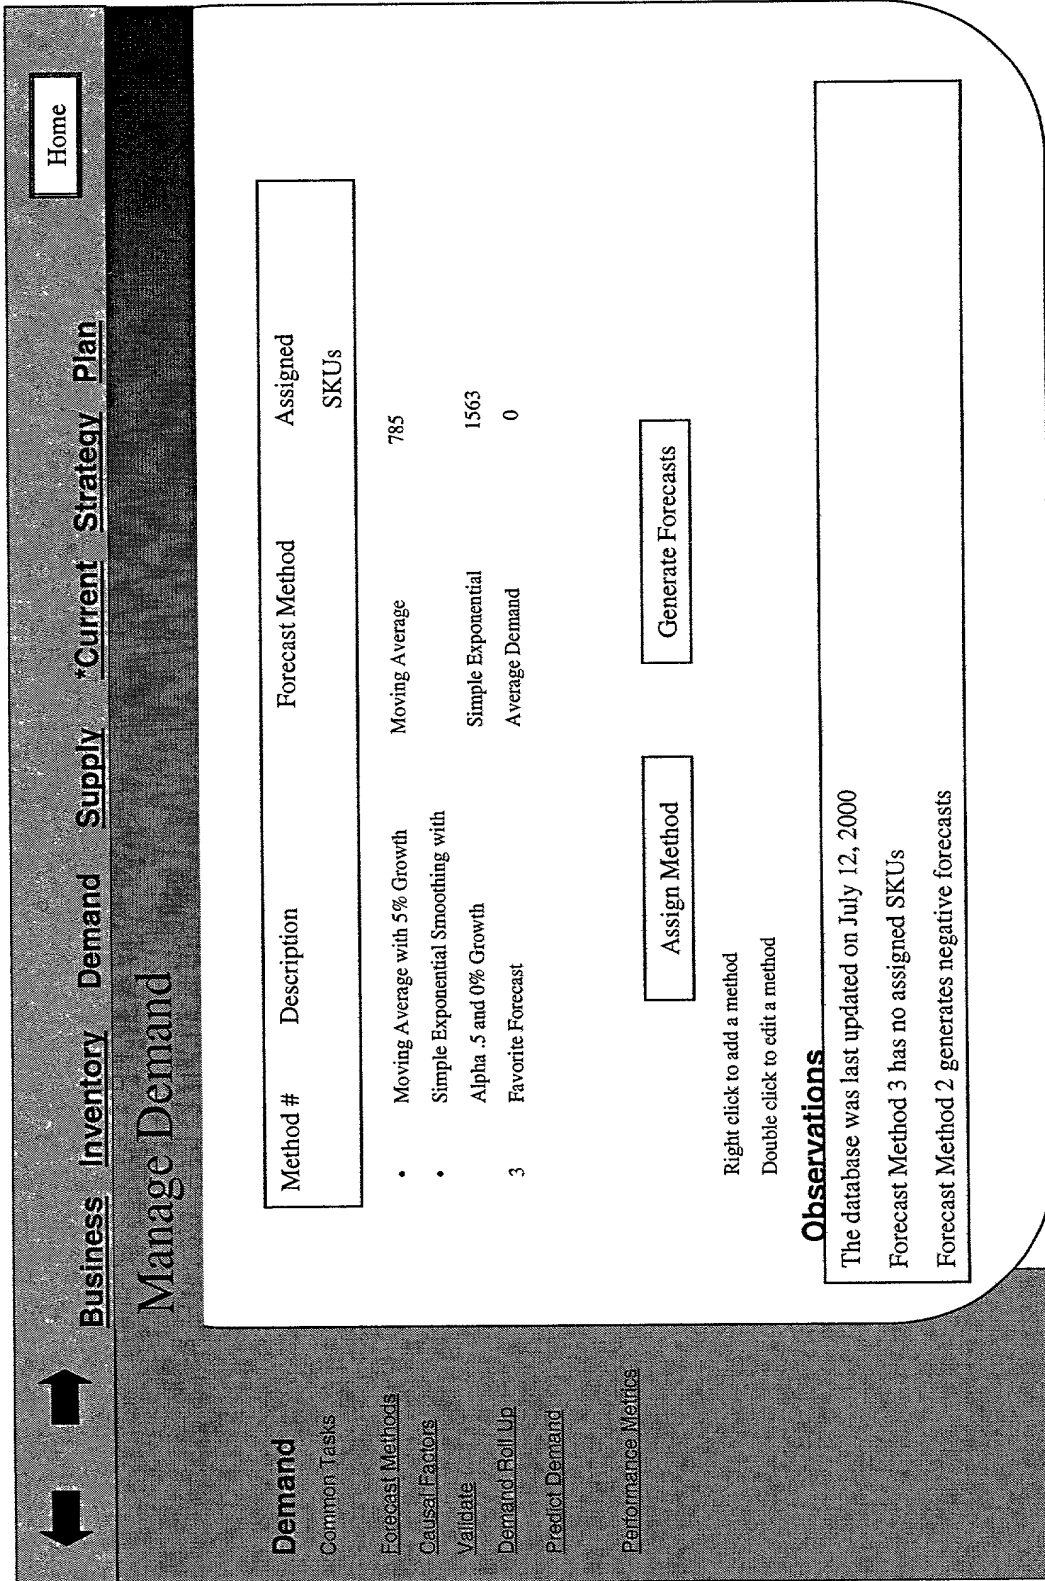 Home
Business Inventory Demand Supply *Current Strategy Plan
Manage Demand
Demand
Common Tasks
Forecast Methods
Causal Factors
Validate
Demand Roll Up
Predict Demand
Performance Metrics
Method # Description Forecast Method Assigned
SKUs
• Moving Average with 5% Growth Moving Average 785
• Simple Exponential Smoothing with
Alpha .5 and 0% Growth Simple Exponential 1563
3 Favorite Forecast Average Demand 0
Assign Method Generate Forecasts
Right click to add a method
Double click to edit a method
Observations
The database was last updated on July 12, 2000
Forecast Method 3 has no assigned SKUs
Forecast Method 2 generates negative forecasts